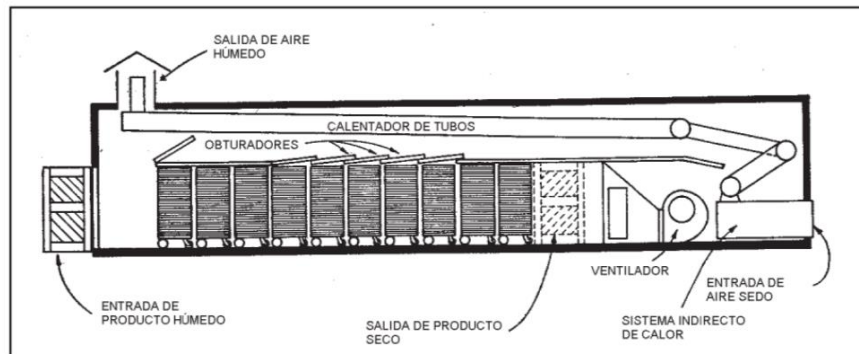 SALIDA DE AIRE
HÚMEDO
CALENTADOR DE TUBOS
OBTURADORES
VENTILADOR
ENTRADA DE
PRODUCTO HÚMEDO
SALIDA DE PRODUCTO
SECO
SISTEMA INDIRECTO
DE CALOR
ENTRADA DE
AIRE SEDO